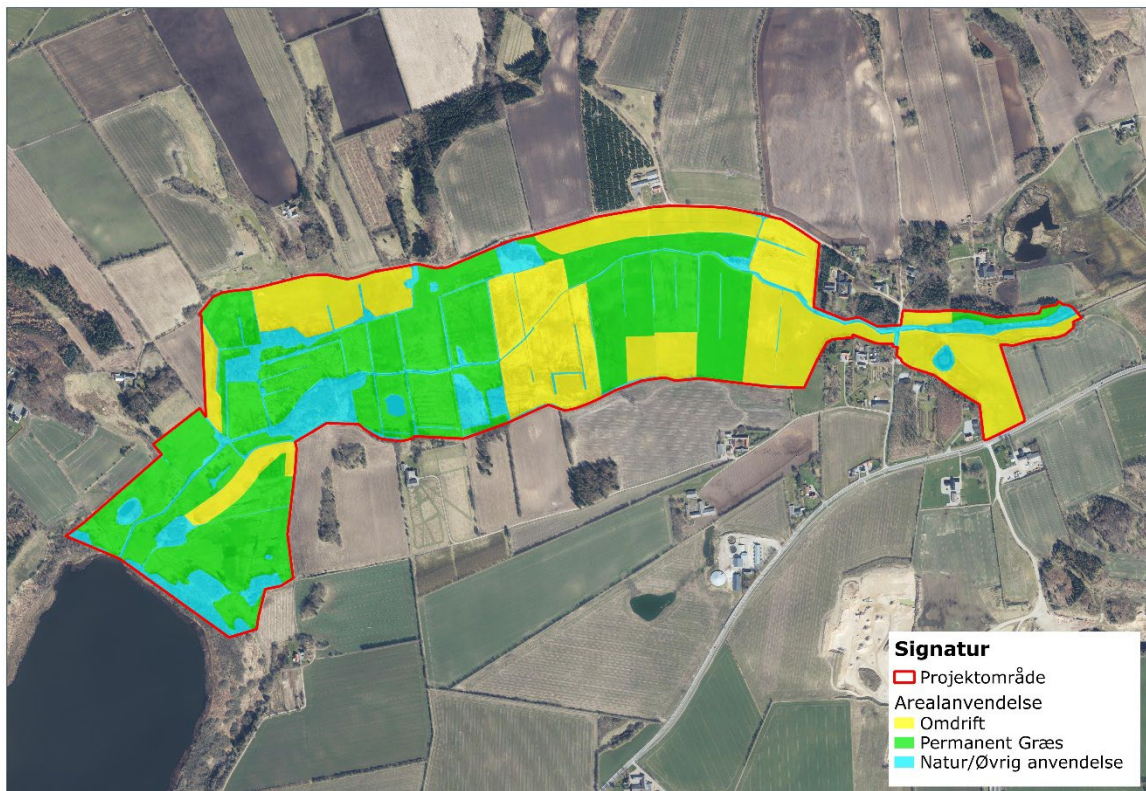 Signatur
Projektområde
Arealanvendelse
Omdrift
Permanent Græs
Natur/Øvrig anvendelse